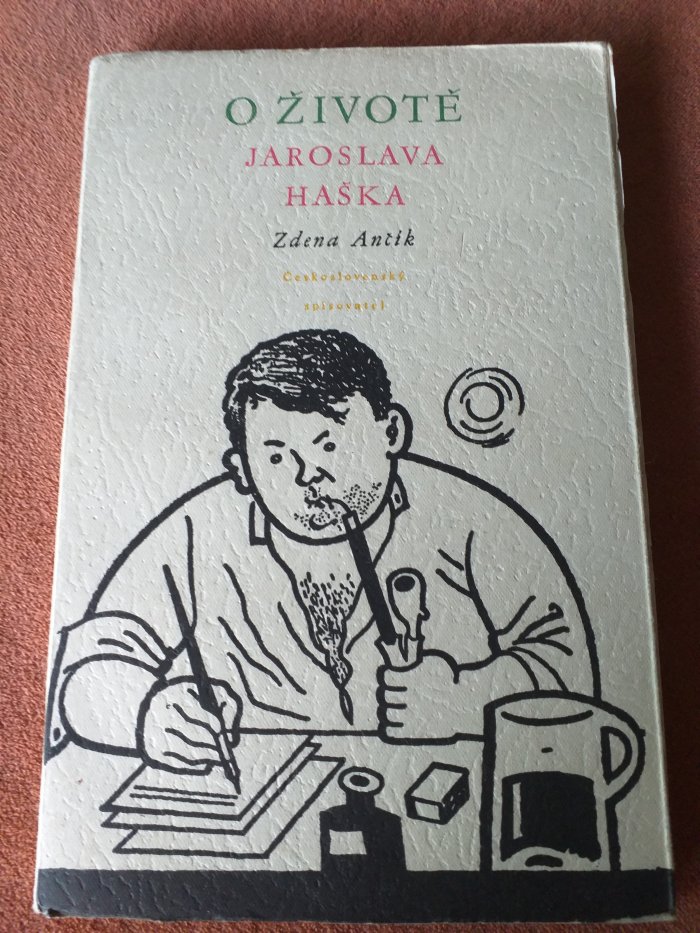 O ŽIVOTĚ
JAROSLAVA
HAŠKA
Zdena Ančík
Československý
spisovatel